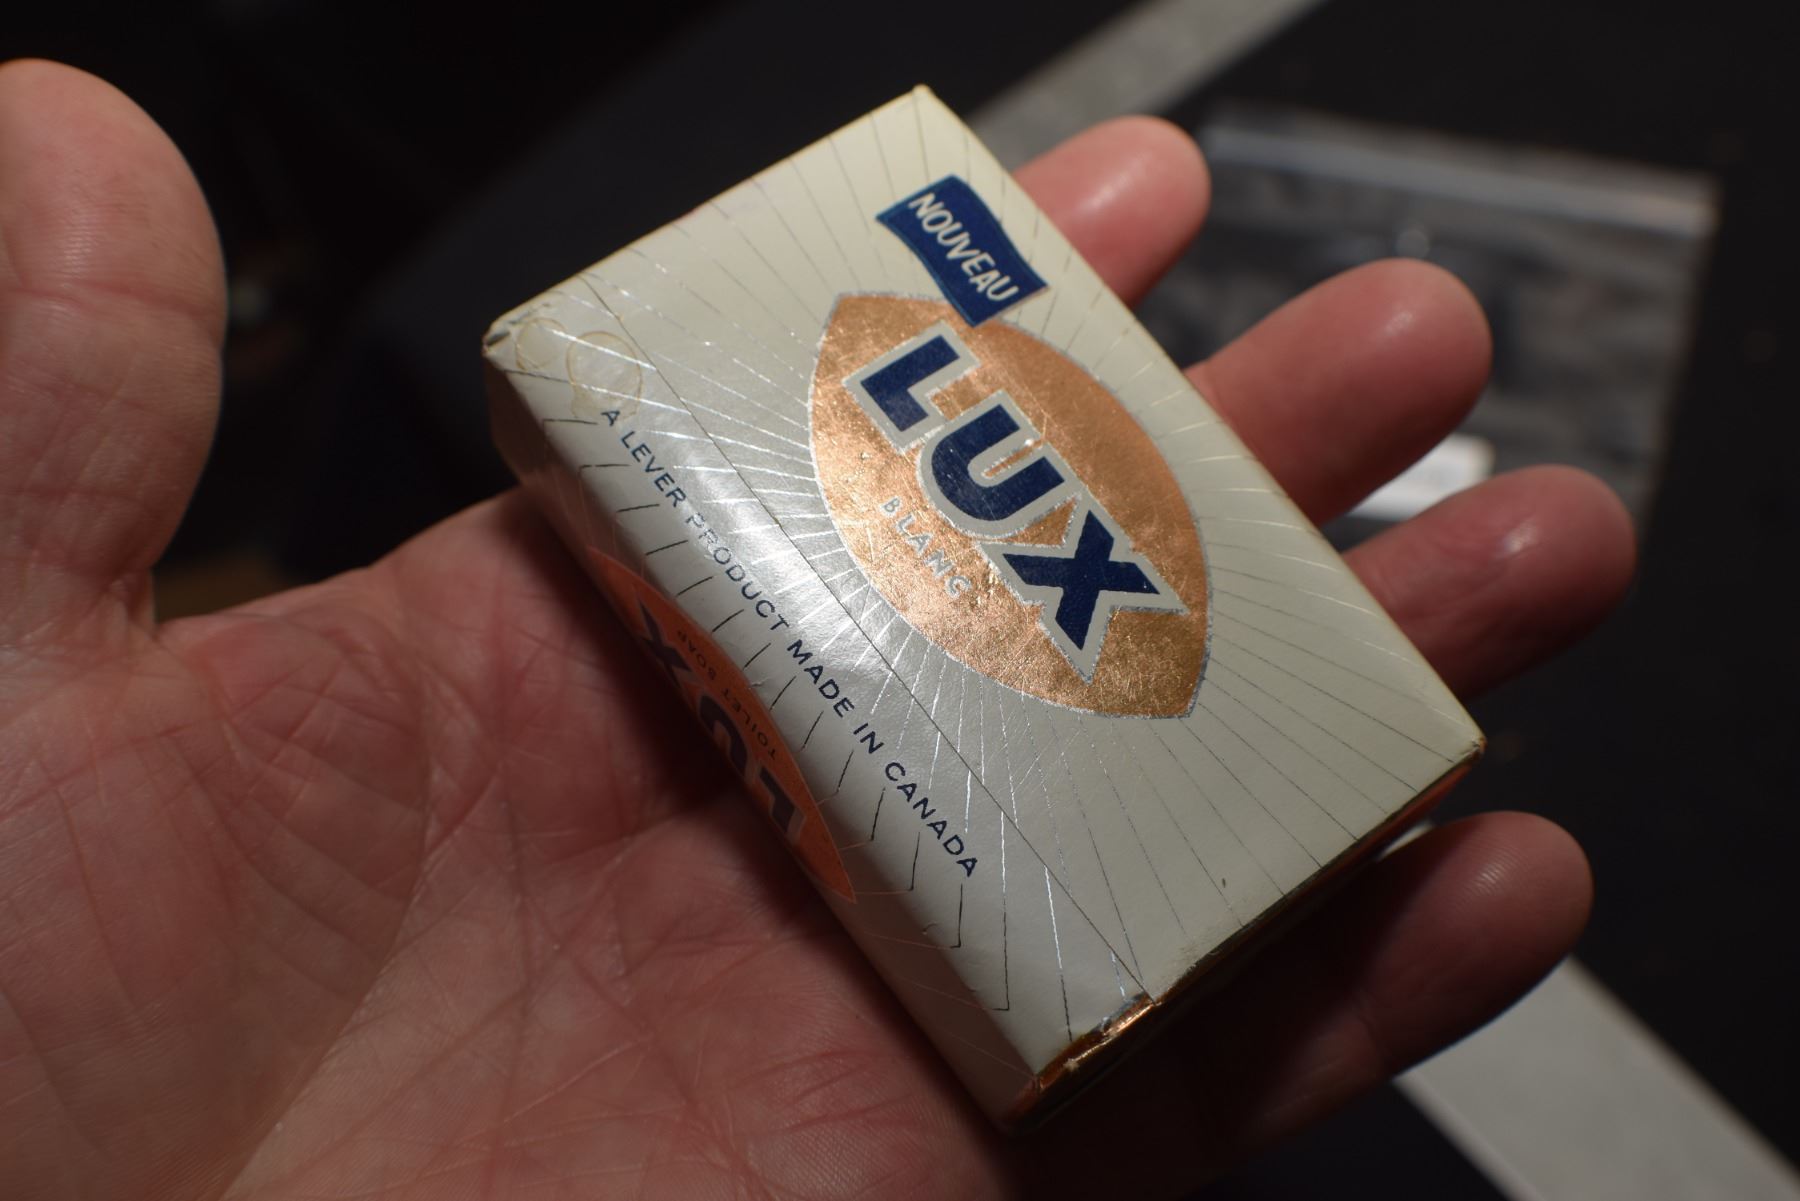 NOUVEAU
LUX
BLANC
A LEVER PRODUCT MADE IN CANADA
LUX
TOILET SOAP